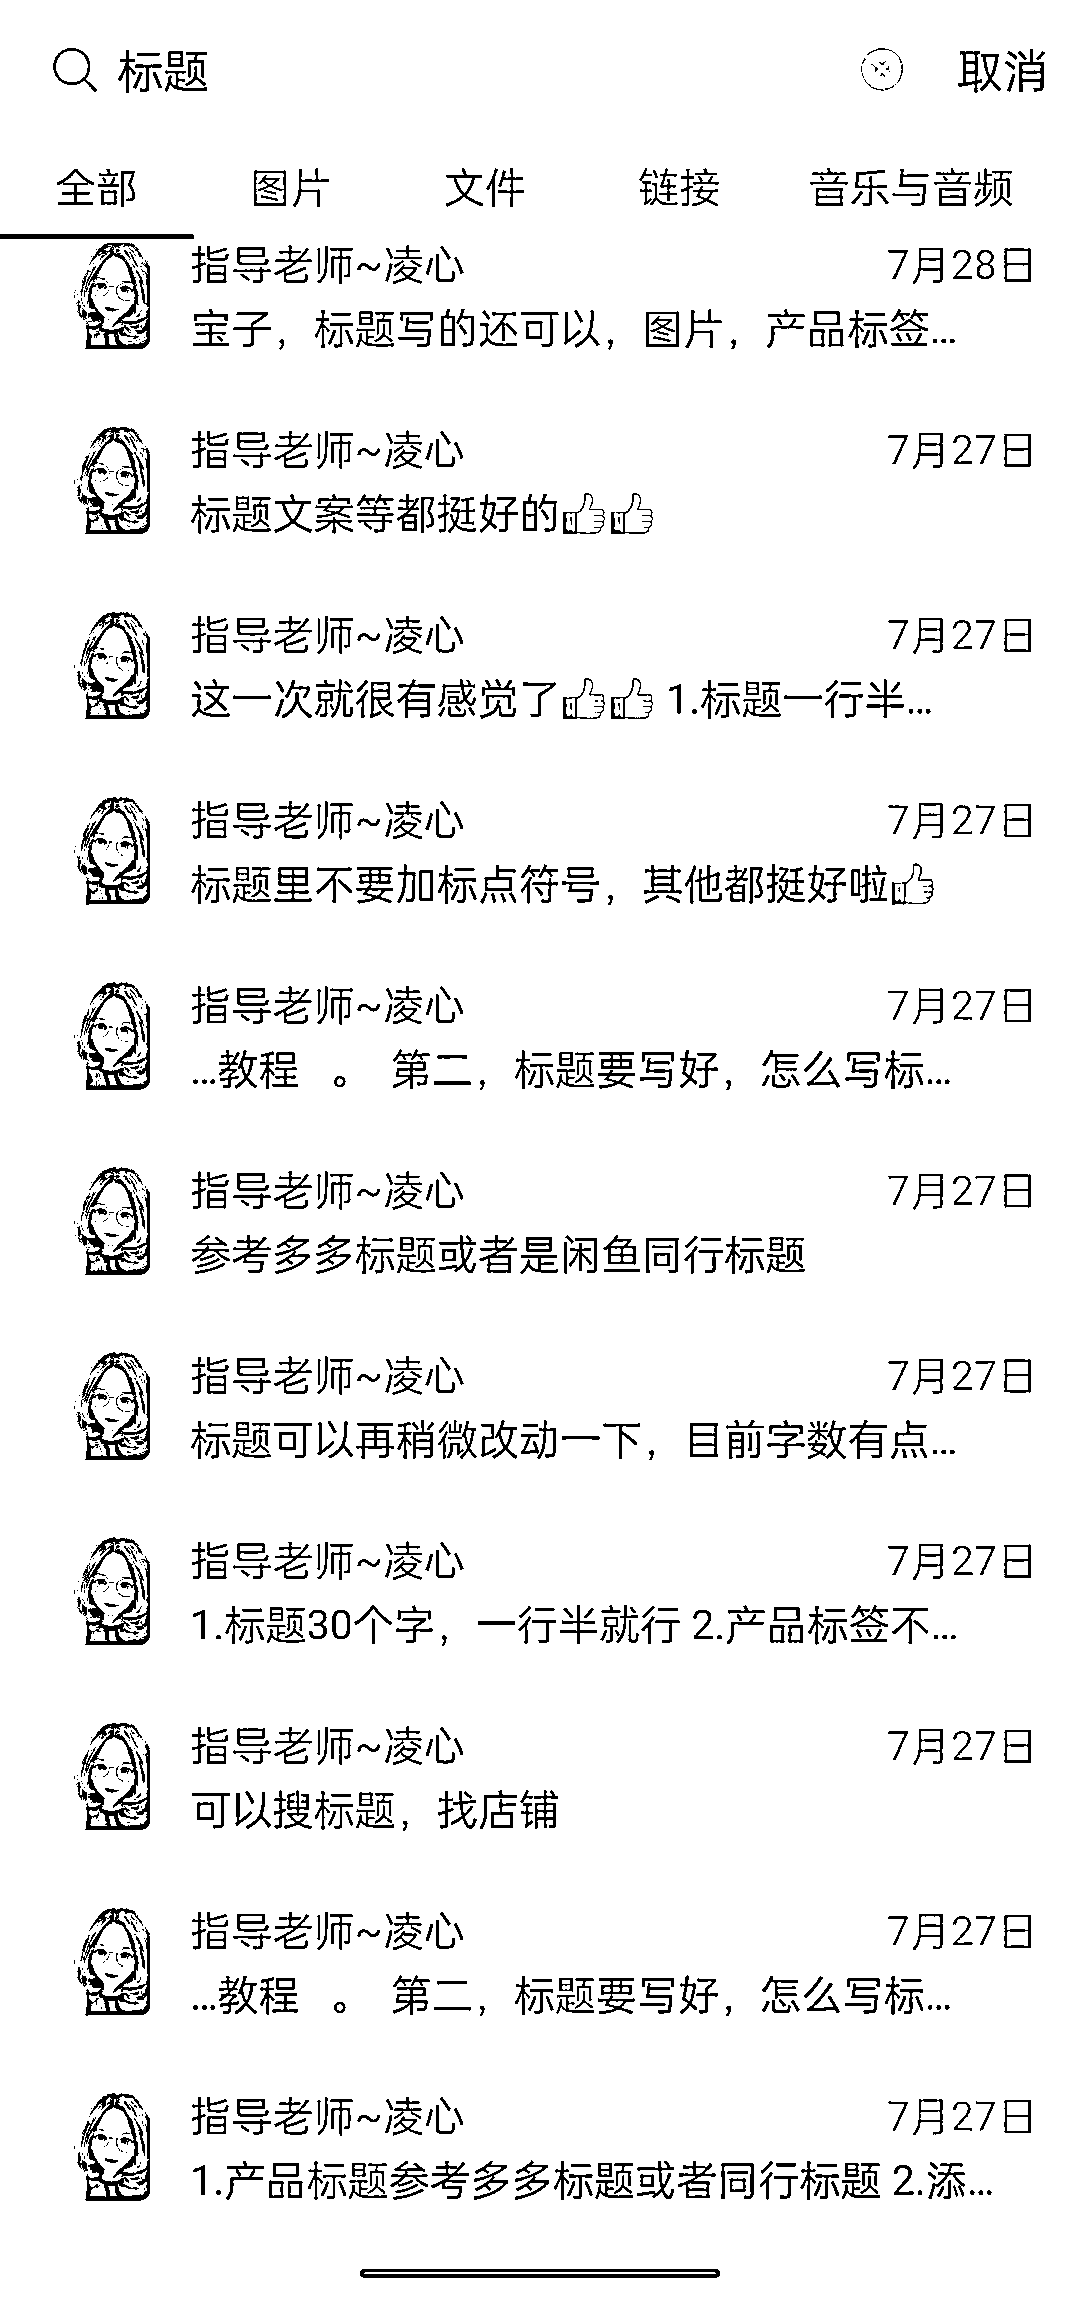 标题 取消
全部 图片 文件 链接 音乐与音频
指导老师~凌心 7月28日
宝子，标题写的还可以，图片，产品标签...
指导老师~凌心 7月27日
标题文案等都挺好的👍👍
指导老师~凌心 7月27日
这一次就很有感觉了👍👍 1.标题一行半...
指导老师~凌心 7月27日
标题里不要加标点符号，其他都挺好啦👍
指导老师~凌心 7月27日
...教程 。 第二，标题要写好，怎么写标...
指导老师~凌心 7月27日
参考多多标题或者是闲鱼同行标题
指导老师~凌心 7月27日
标题可以再稍微改动一下，目前字数有点...
指导老师~凌心 7月27日
1.标题30个字，一行半就行 2.产品标签不...
指导老师~凌心 7月27日
可以搜标题，找店铺
指导老师~凌心 7月27日
...教程 。 第二，标题要写好，怎么写标...
指导老师~凌心 7月27日
1.产品标题参考多多标题或者同行标题 2.添...